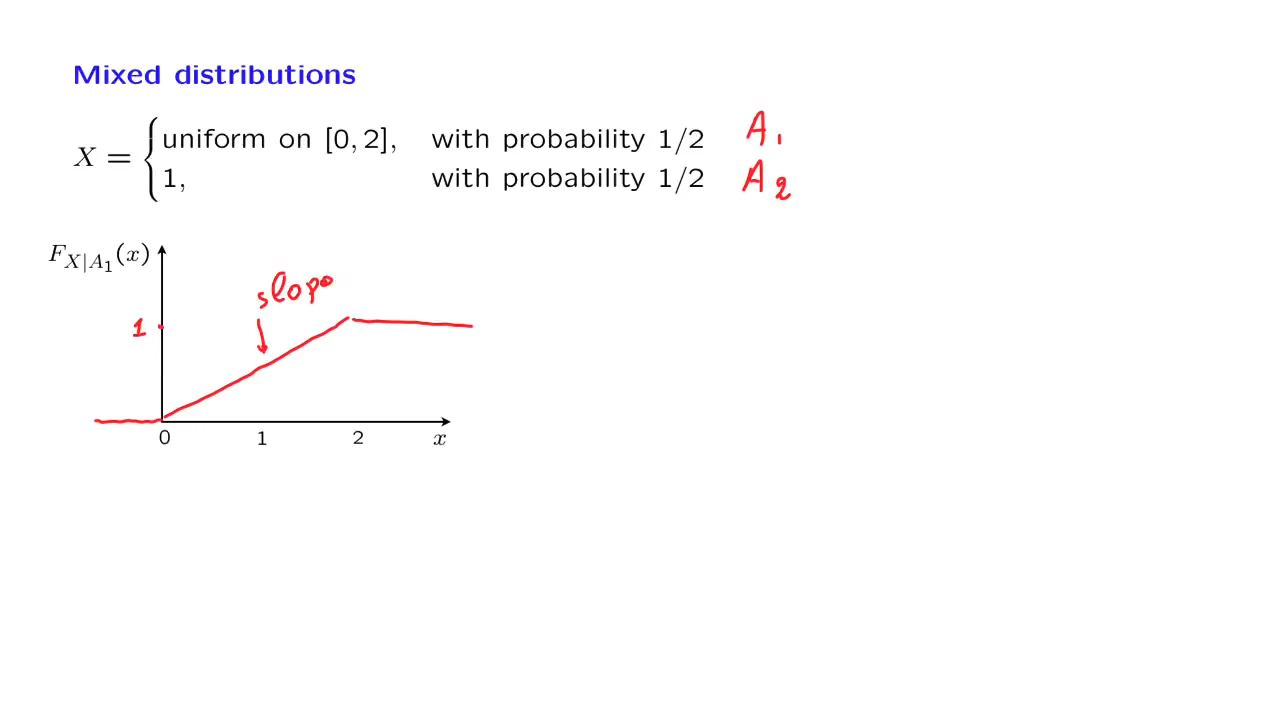 Mixed distributions
X = { uniform on [0, 2], with probability 1/2 A₁
1, with probability 1/2 A₂
F_{X|A₁}(x)
slope
1
0 1 2 x